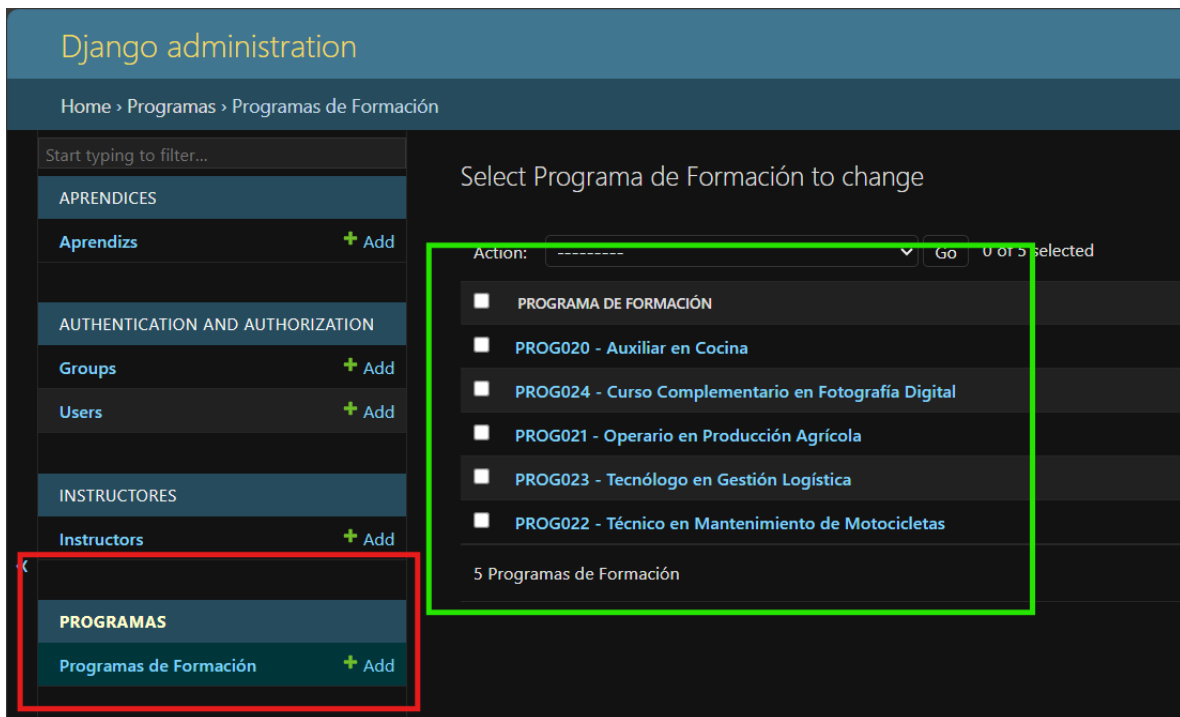 Django administration
Home › Programas › Programas de Formación
Start typing to filter...
APRENDICES
Aprendizs + Add
AUTHENTICATION AND AUTHORIZATION
Groups + Add
Users + Add
INSTRUCTORES
Instructors + Add
«
PROGRAMAS
Programas de Formación + Add
Select Programa de Formación to change
Action: --------- Go 0 of 5 selected
PROGRAMA DE FORMACIÓN
PROG020 - Auxiliar en Cocina
PROG024 - Curso Complementario en Fotografía Digital
PROG021 - Operario en Producción Agrícola
PROG023 - Tecnólogo en Gestión Logística
PROG022 - Técnico en Mantenimiento de Motocicletas
5 Programas de Formación